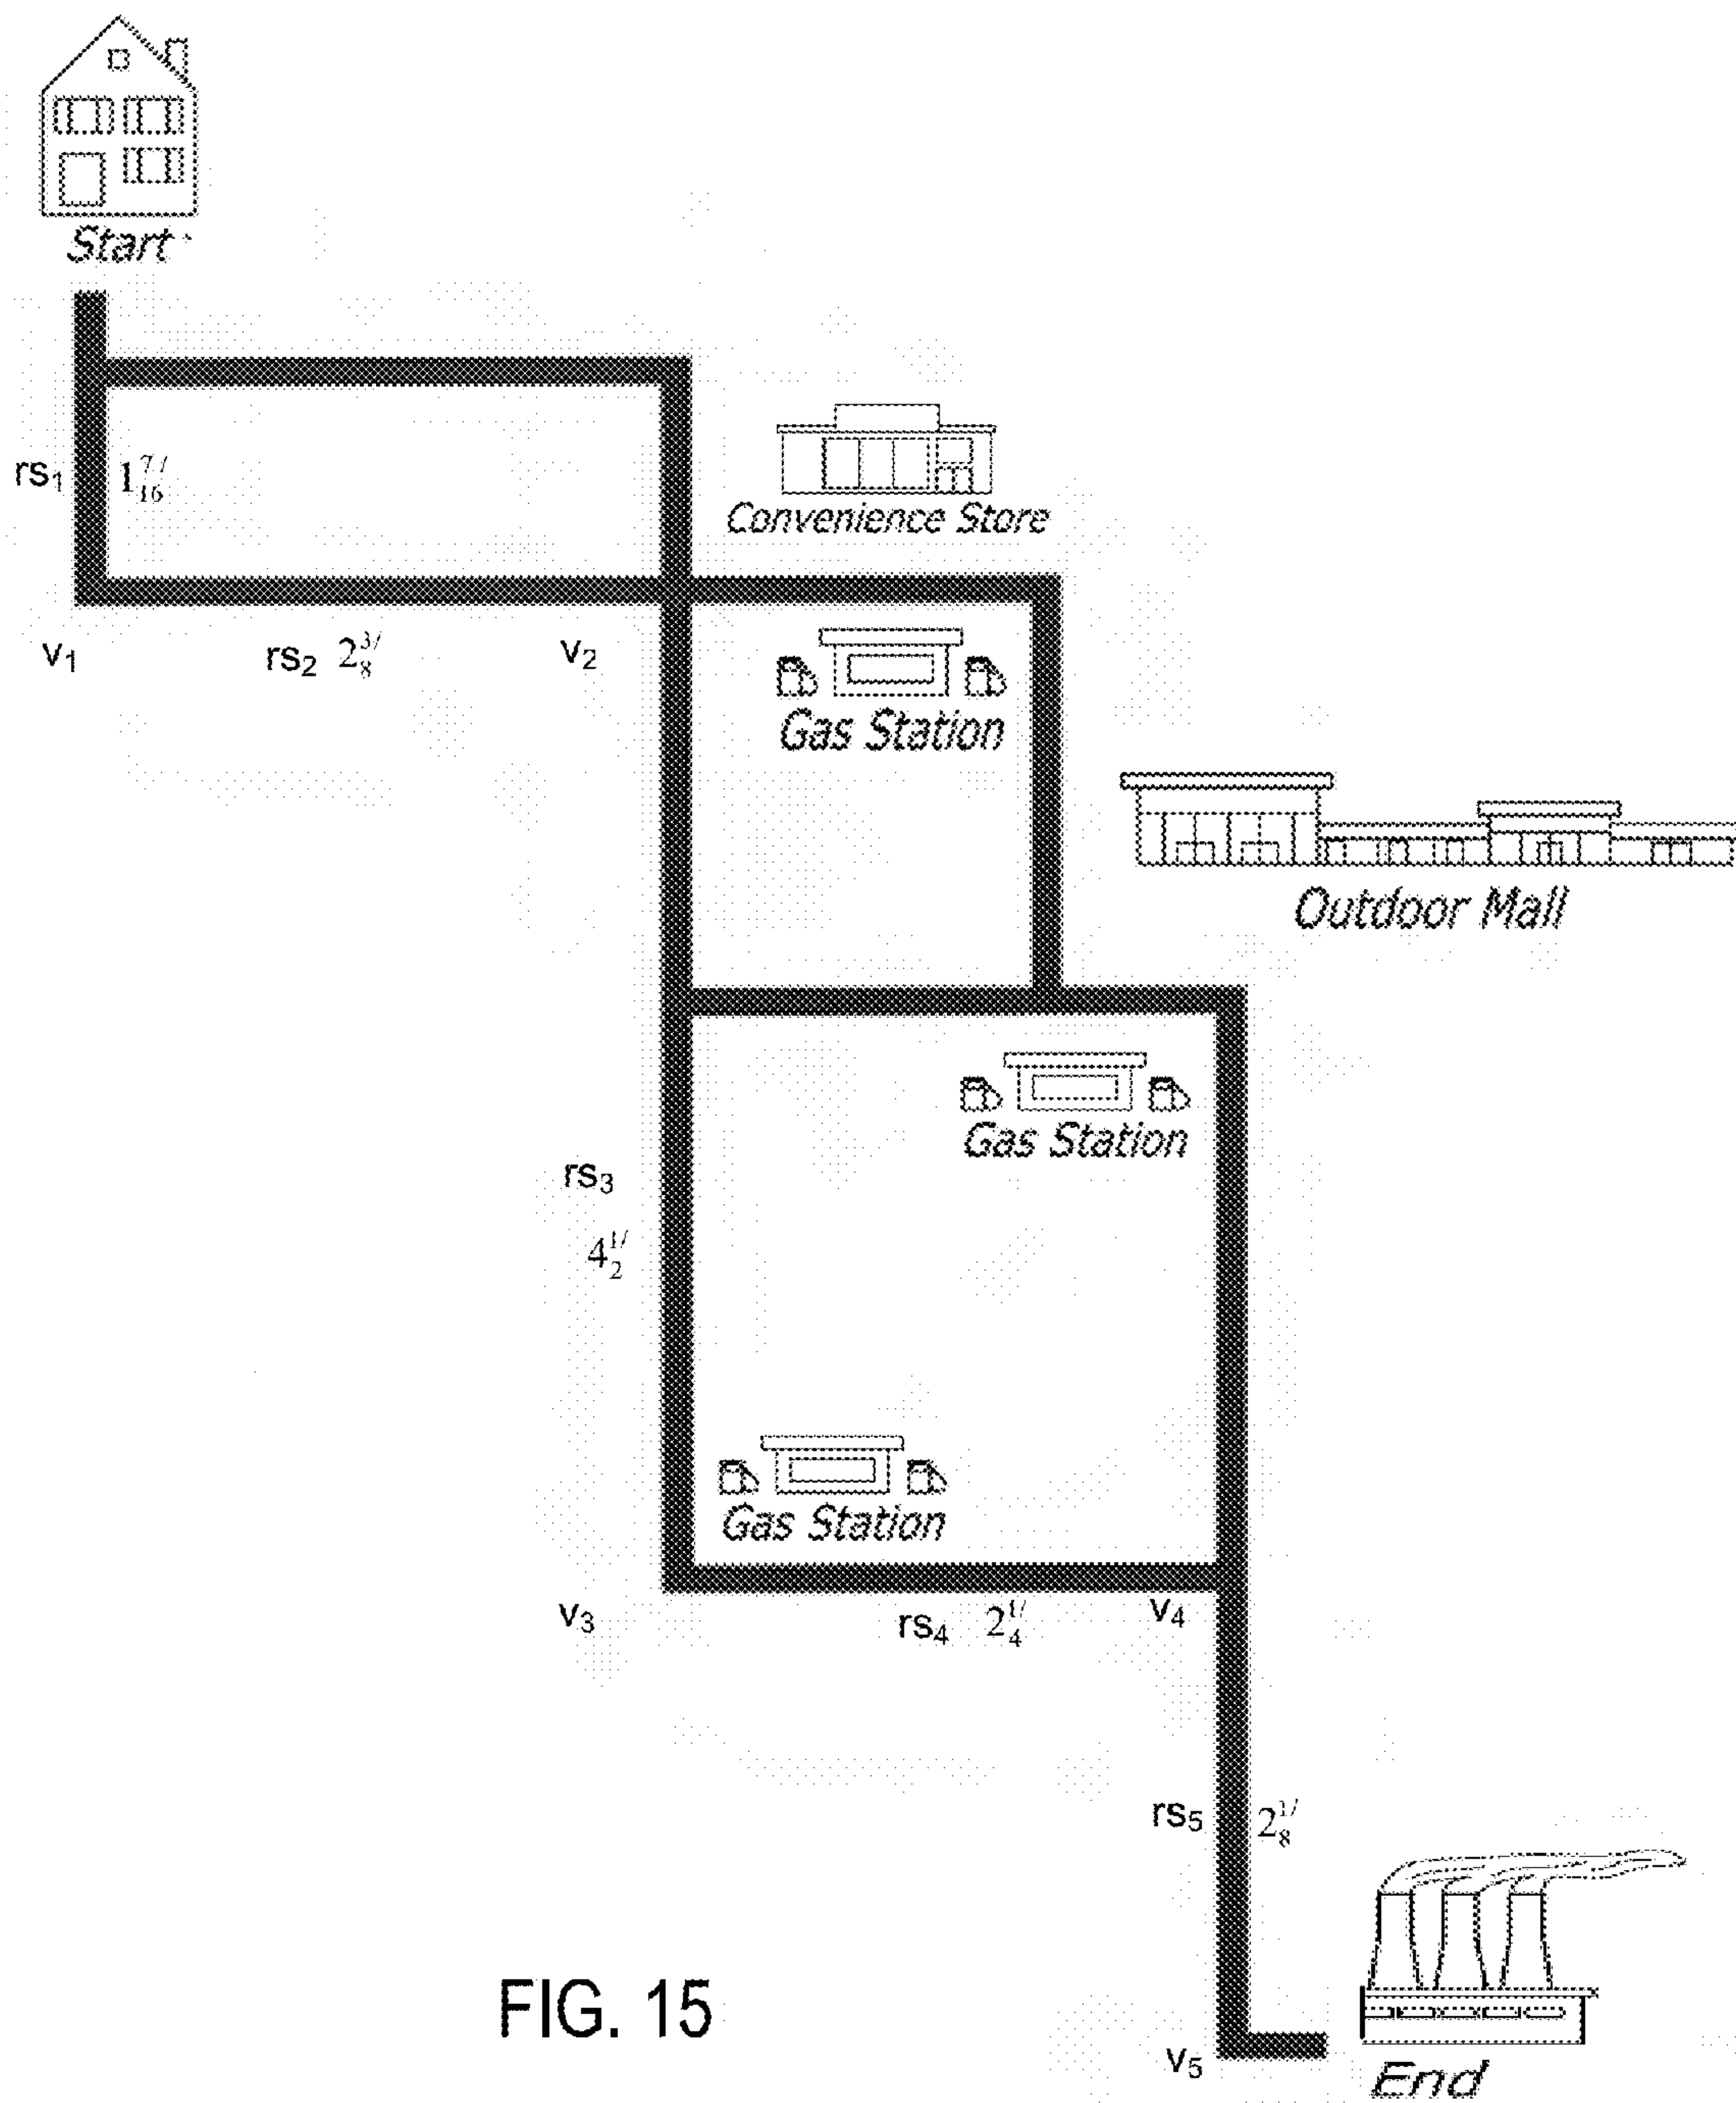 Start
rs₁ 1 7/16
Convenience Store
v₁ rs₂ 2 3/8 v₂
Gas Station
Outdoor Mall
Gas Station
rs₃
4 1/2
Gas Station
v₃ rs₄ 2 1/4 v₄
rs₅ 2 1/8
FIG. 15
v₅
End